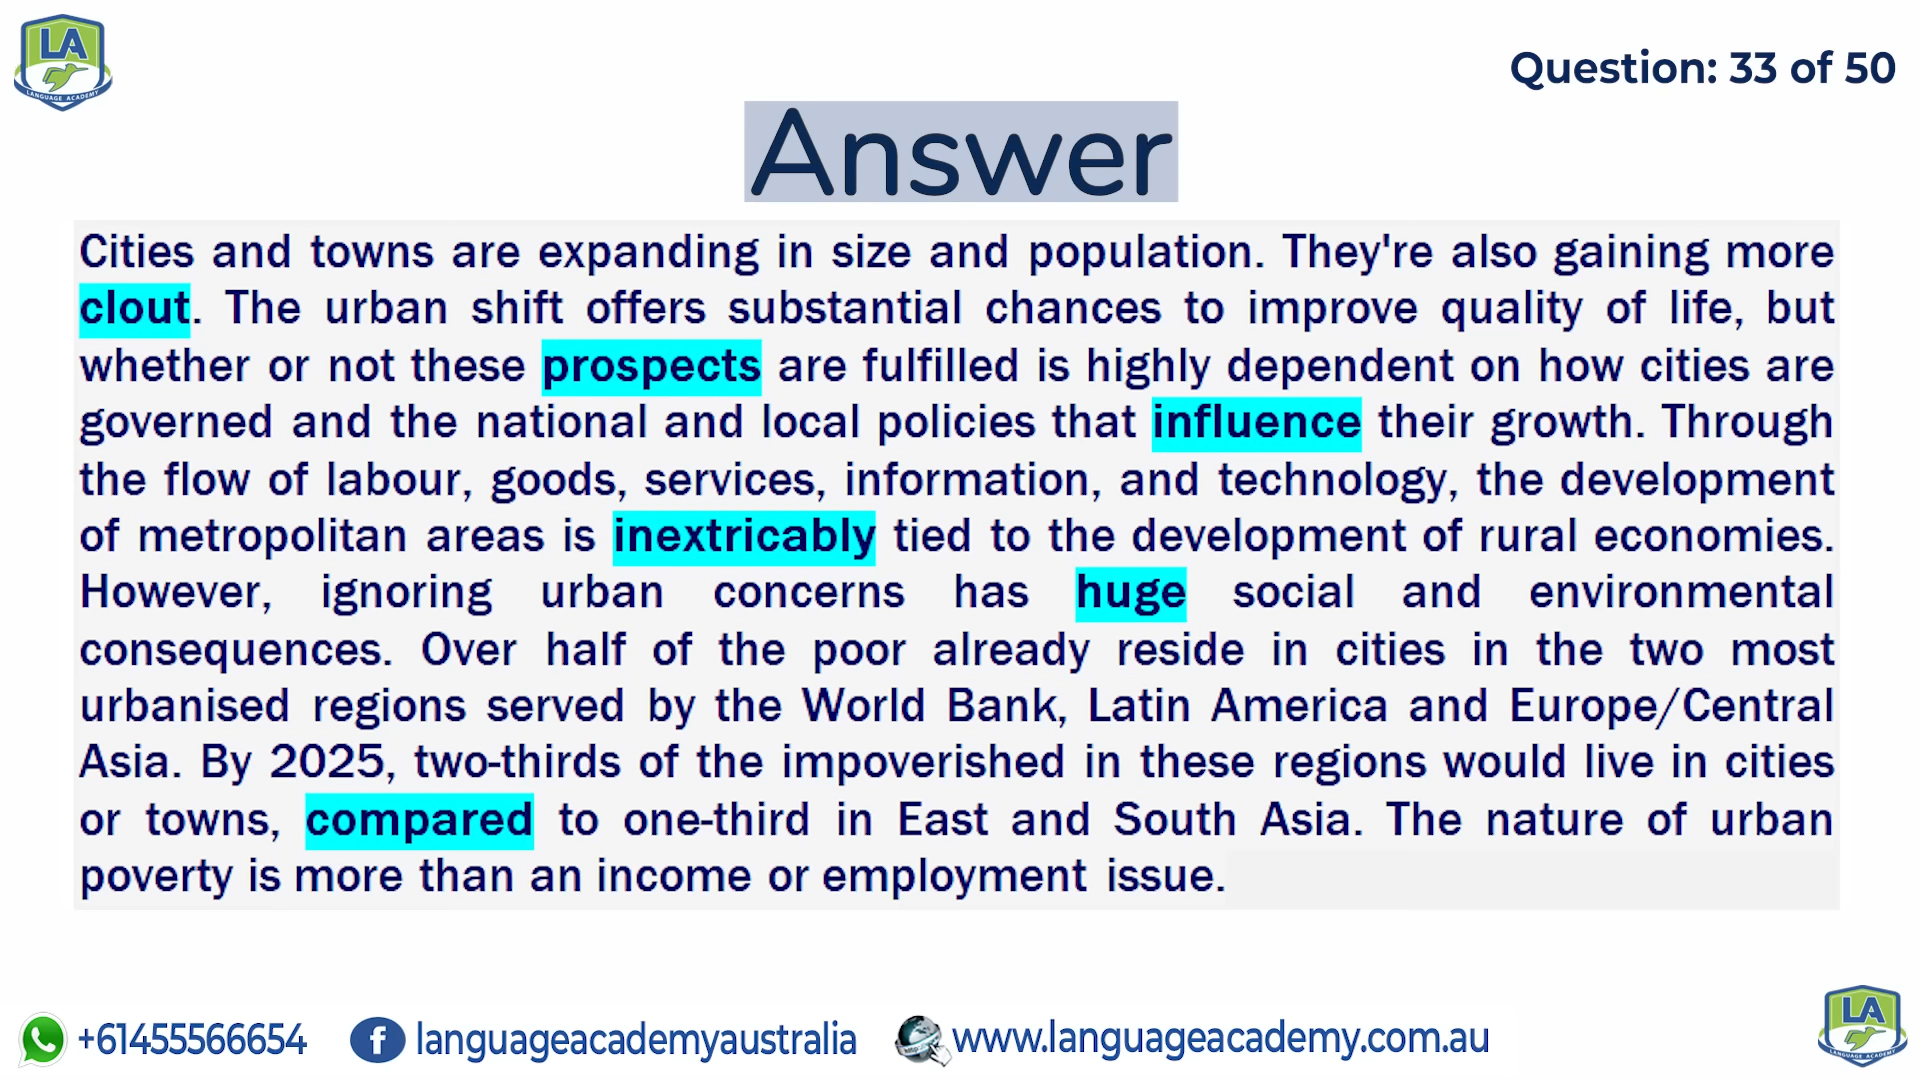 LA
LANGUAGE ACADEMY
Question: 33 of 50
Answer
Cities and towns are expanding in size and population. They're also gaining more
clout. The urban shift offers substantial chances to improve quality of life, but
whether or not these prospects are fulfilled is highly dependent on how cities are
governed and the national and local policies that influence their growth. Through
the flow of labour, goods, services, information, and technology, the development
of metropolitan areas is inextricably tied to the development of rural economies.
However, ignoring urban concerns has huge social and environmental
consequences. Over half of the poor already reside in cities in the two most
urbanised regions served by the World Bank, Latin America and Europe/Central
Asia. By 2025, two-thirds of the impoverished in these regions would live in cities
or towns, compared to one-third in East and South Asia. The nature of urban
poverty is more than an income or employment issue.
+61455566654 f languageacademyaustralia http:// www.languageacademy.com.au
LA
LANGUAGE ACADEMY